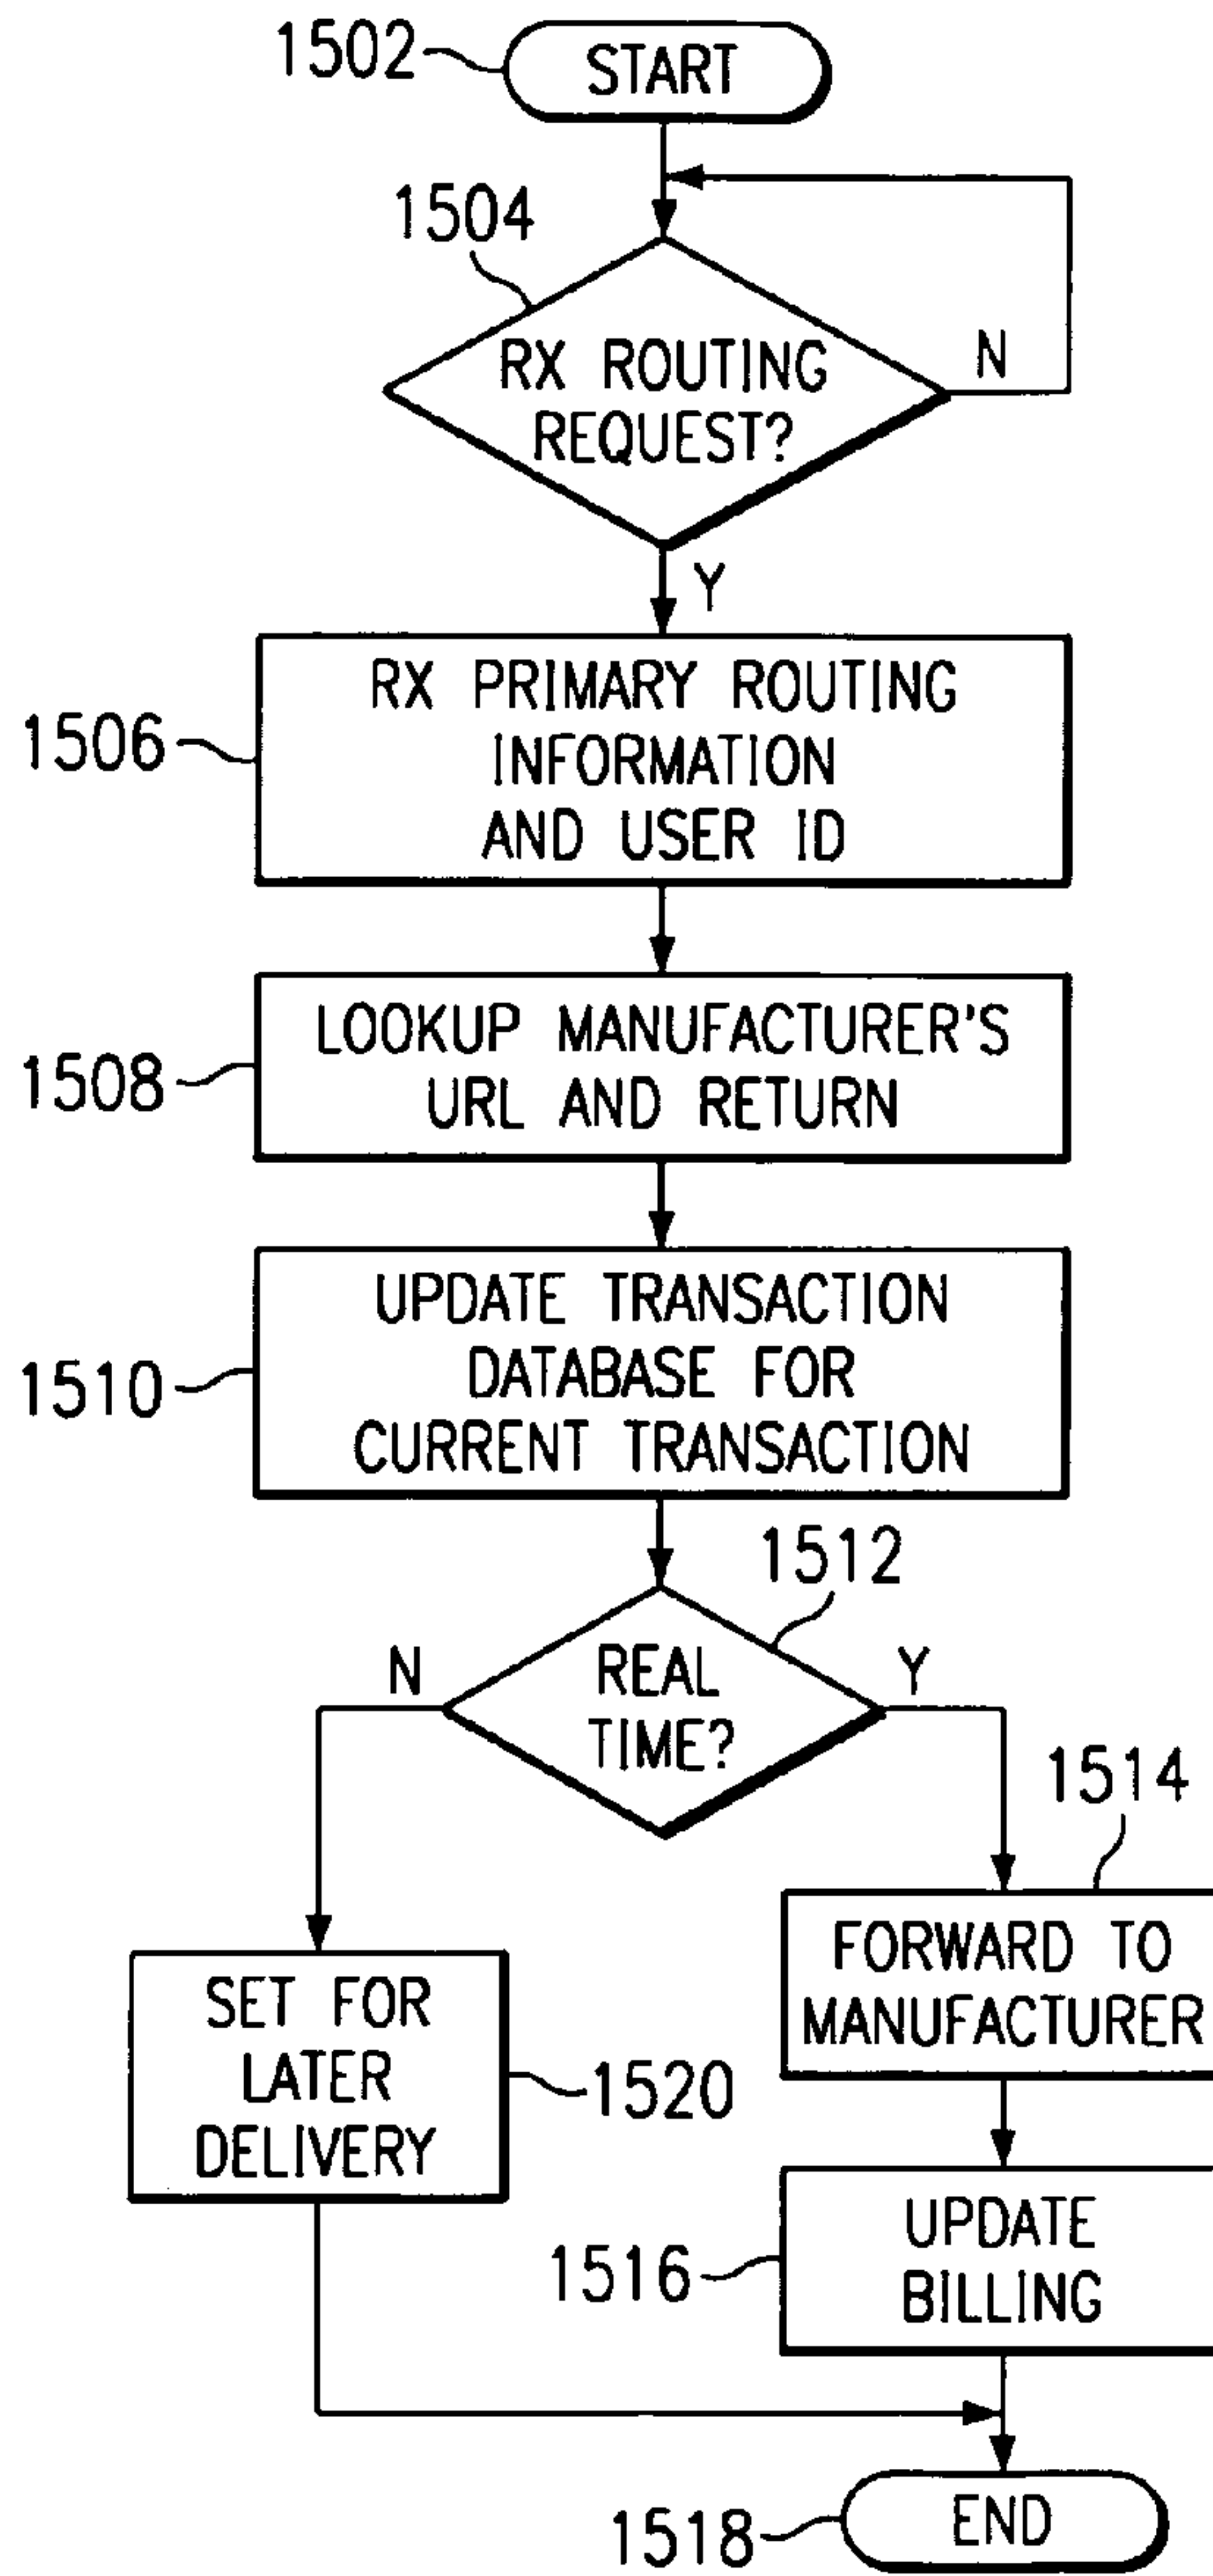 1502
START
1504
RX ROUTING
REQUEST?
N
Y
RX PRIMARY ROUTING
INFORMATION
AND USER ID
1506
LOOKUP MANUFACTURER'S
URL AND RETURN
1508
UPDATE TRANSACTION
DATABASE FOR
CURRENT TRANSACTION
1510
1512
REAL
TIME?
N
Y
1514
FORWARD TO
MANUFACTURER
SET FOR
LATER
DELIVERY
1520
UPDATE
BILLING
1516
END
1518